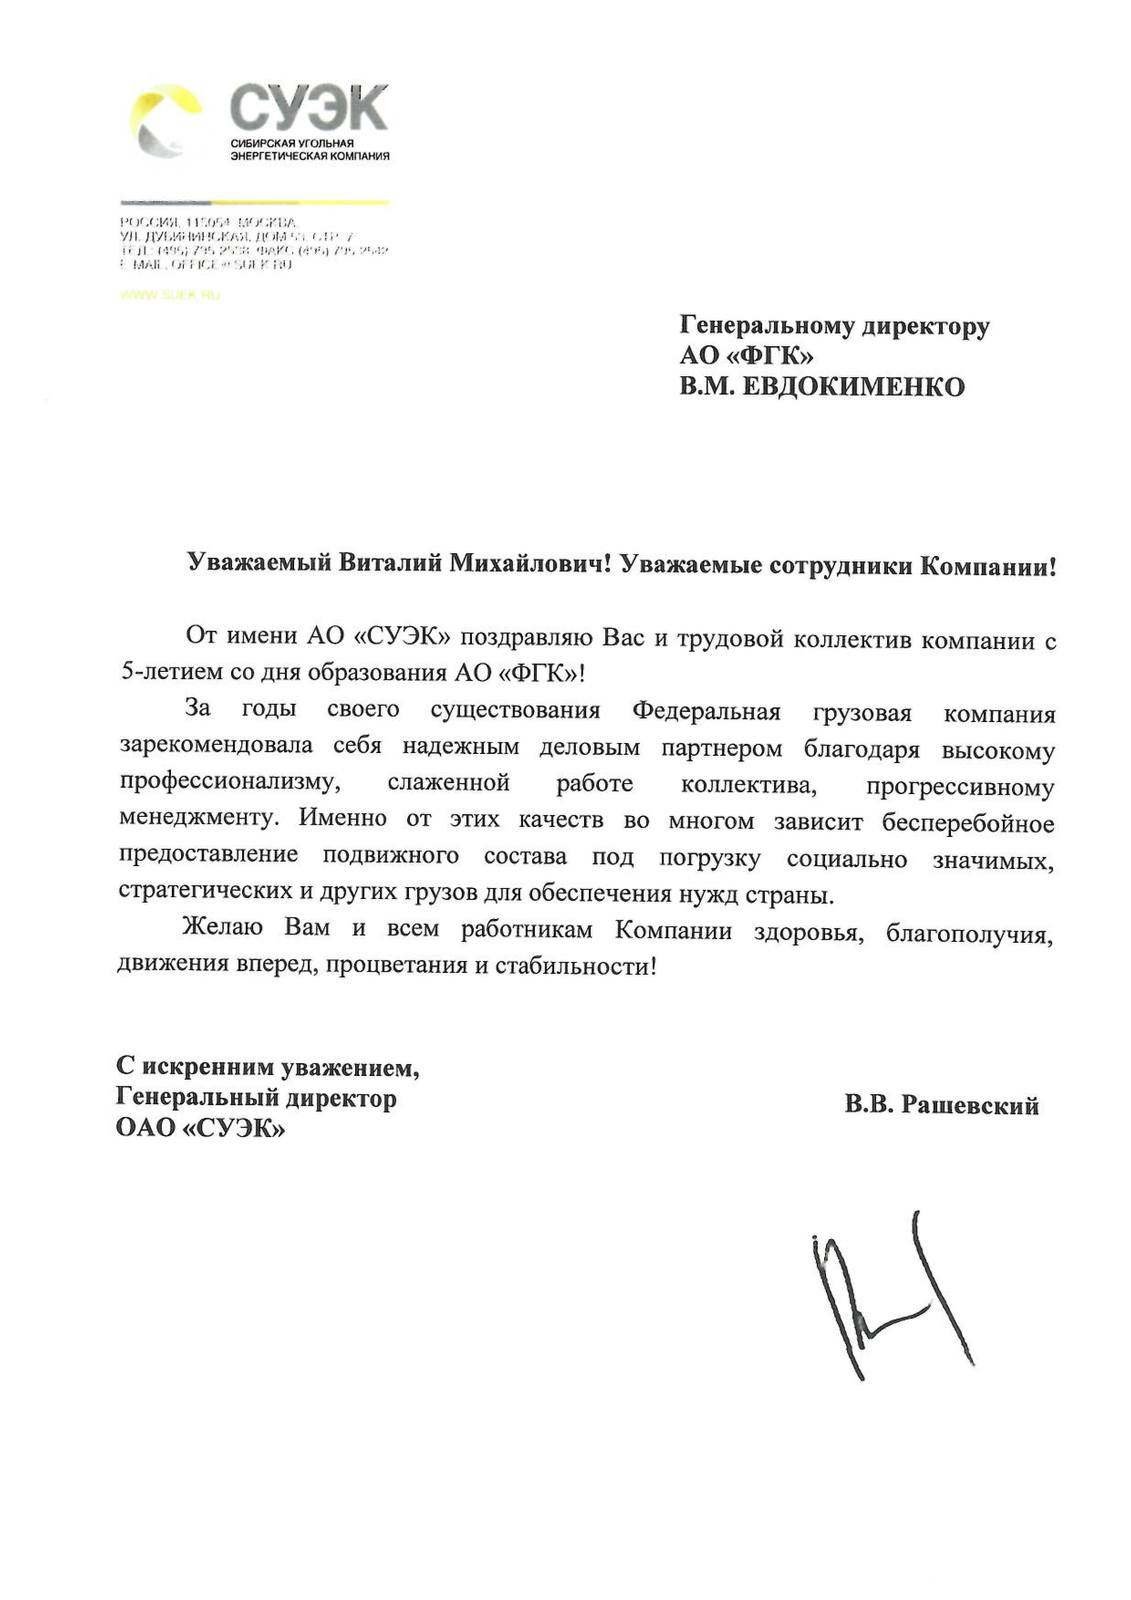 СУЭК
СИБИРСКАЯ УГОЛЬНАЯ
ЭНЕРГЕТИЧЕСКАЯ КОМПАНИЯ
РОССИЯ, 115054, МОСКВА,
УЛ. ДУБИНИНСКАЯ, ДОМ 53, СТР. 7
ТЕЛ.: (495) 795 2538, ФАКС (495) 795 2542
E-MAIL: OFFICE@SUEK.RU
WWW.SUEK.RU
Генеральному директору
АО «ФГК»
В.М. ЕВДОКИМЕНКО
Уважаемый Виталий Михайлович! Уважаемые сотрудники Компании!
От имени АО «СУЭК» поздравляю Вас и трудовой коллектив компании с
5-летием со дня образования АО «ФГК»!
За годы своего существования Федеральная грузовая компания
зарекомендовала себя надежным деловым партнером благодаря высокому
профессионализму, слаженной работе коллектива, прогрессивному
менеджменту. Именно от этих качеств во многом зависит бесперебойное
предоставление подвижного состава под погрузку социально значимых,
стратегических и других грузов для обеспечения нужд страны.
Желаю Вам и всем работникам Компании здоровья, благополучия,
движения вперед, процветания и стабильности!
С искренним уважением,
Генеральный директор
ОАО «СУЭК»
В.В. Рашевский